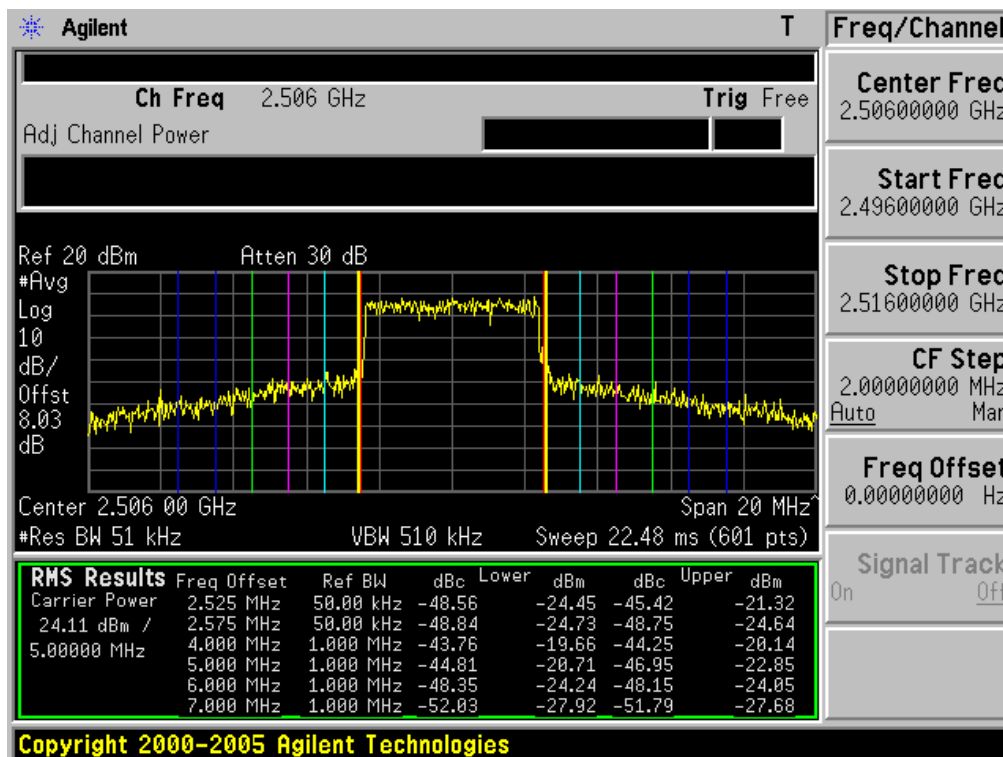 Agilent T Freq/Channel
Ch Freq 2.506 GHz Trig Free
Adj Channel Power
Center Freq
2.50600000 GHz
Start Freq
2.49600000 GHz
Stop Freq
2.51600000 GHz
CF Step
2.00000000 MHz
Auto Man
Freq Offset
0.00000000 Hz
Signal Track
On Off
Ref 20 dBm Atten 30 dB
#Avg
Log
10
dB/
Offst
8.03
dB
Center 2.506 00 GHz Span 20 MHz^
#Res BW 51 kHz VBW 510 kHz Sweep 22.48 ms (601 pts)
RMS Results Freq Offset Ref BW dBc Lower dBm dBc Upper dBm
Carrier Power 2.525 MHz 50.00 kHz -48.56 -24.45 -45.42 -21.32
24.11 dBm / 2.575 MHz 50.00 kHz -48.84 -24.73 -48.75 -24.64
5.00000 MHz 4.000 MHz 1.000 MHz -43.76 -19.66 -44.25 -20.14
5.000 MHz 1.000 MHz -44.81 -20.71 -46.95 -22.85
6.000 MHz 1.000 MHz -48.35 -24.24 -48.15 -24.05
7.000 MHz 1.000 MHz -52.03 -27.92 -51.79 -27.68
Copyright 2000-2005 Agilent Technologies